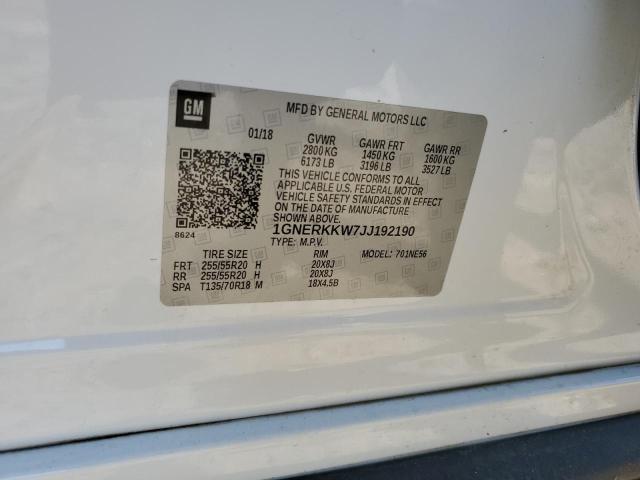 GM
MFD BY GENERAL MOTORS LLC
01/18 GVWR GAWR FRT GAWR RR
2800 KG 1450 KG 1600 KG
6173 LB 3196 LB 3527 LB
THIS VEHICLE CONFORMS TO ALL
APPLICABLE U.S. FEDERAL MOTOR
VEHICLE SAFETY STANDARDS IN EFFECT
ON THE DATE OF MANUFACTURE
SHOWN ABOVE.
8624
1GNERKKW7JJ192190
TYPE: M.P.V. MODEL: 701NE56
TIRE SIZE RIM
FRT 255/55R20 H 20X8J
RR 255/55R20 H 20X8J
SPA T135/70R18 M 18X4.5B